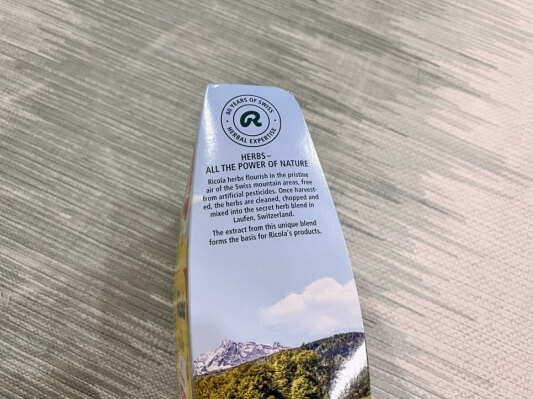 80 YEARS OF SWISS
R
HERBAL EXPERTISE
HERBS –
ALL THE POWER OF NATURE
Ricola herbs flourish in the pristine
air of the Swiss mountain areas, free
from artificial pesticides. Once harvest-
ed, the herbs are cleaned, chopped and
mixed into the secret herb blend in
Laufen, Switzerland.
The extract from this unique blend
forms the basis for Ricola's products.